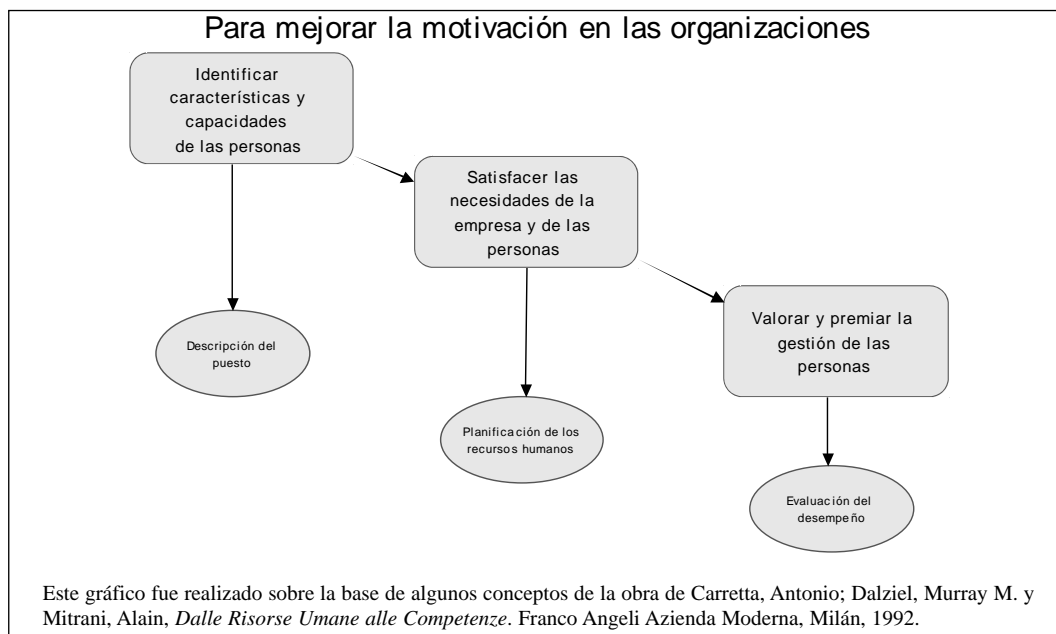 Para mejorar la motivación en las organizaciones
Identificar
características y
capacidades
de las personas
Satisfacer las
necesidades de la
empresa y de las
personas
Valorar y premiar la
gestión de las
personas
Descripción del
puesto
Planificación de los
recursos humanos
Evaluación del
desempeño
Este gráfico fue realizado sobre la base de algunos conceptos de la obra de Carretta, Antonio; Dalziel, Murray M. y
Mitrani, Alain, Dalle Risorse Umane alle Competenze. Franco Angeli Azienda Moderna, Milán, 1992.